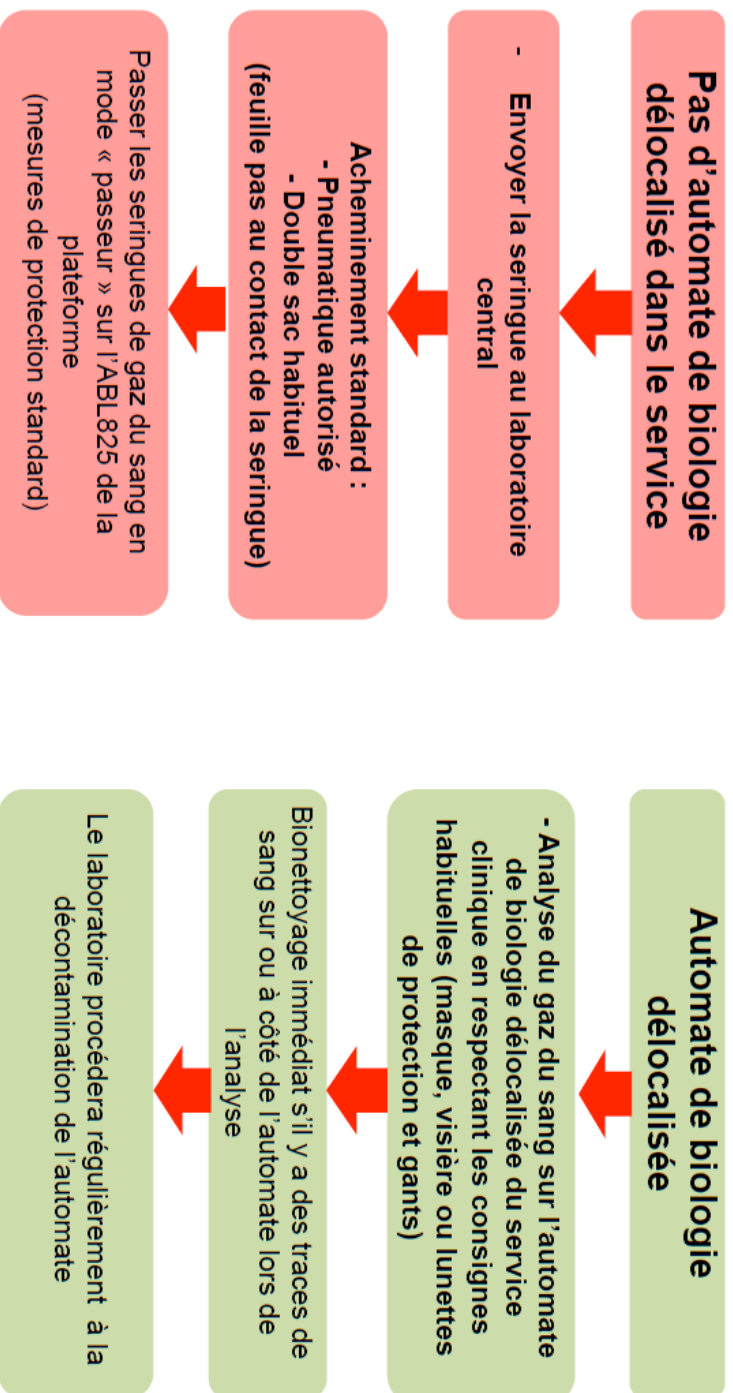 Pas d'automate de biologie
délocalisé dans le service
- Envoyer la seringue au laboratoire
central
Acheminement standard :
- Pneumatique autorisé
- Double sac habituel
(feuille pas au contact de la seringue)
Passer les seringues de gaz du sang en
mode « passeur » sur l'ABL825 de la
plateforme
(mesures de protection standard)
Automate de biologie
délocalisée
- Analyse du gaz du sang sur l'automate
de biologie délocalisée du service
clinique en respectant les consignes
habituelles (masque, visière ou lunettes
de protection et gants)
Bionettoyage immédiat s'il y a des traces de
sang sur ou à côté de l'automate lors de
l'analyse
Le laboratoire procédera régulièrement à la
décontamination de l'automate